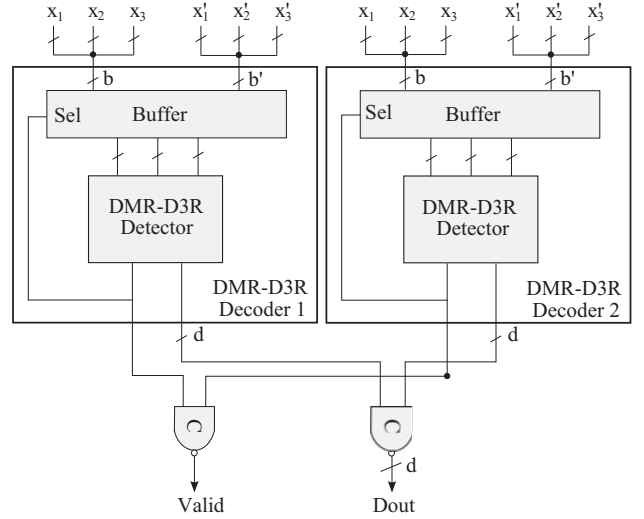 x₁ x₂ x₃ x'₁ x'₂ x'₃ x₁ x₂ x₃ x'₁ x'₂ x'₃
b b' b b'
Sel Buffer Sel Buffer
DMR-D3R DMR-D3R
Detector Detector
DMR-D3R DMR-D3R
Decoder 1 Decoder 2
d d
C C
d
Valid Dout